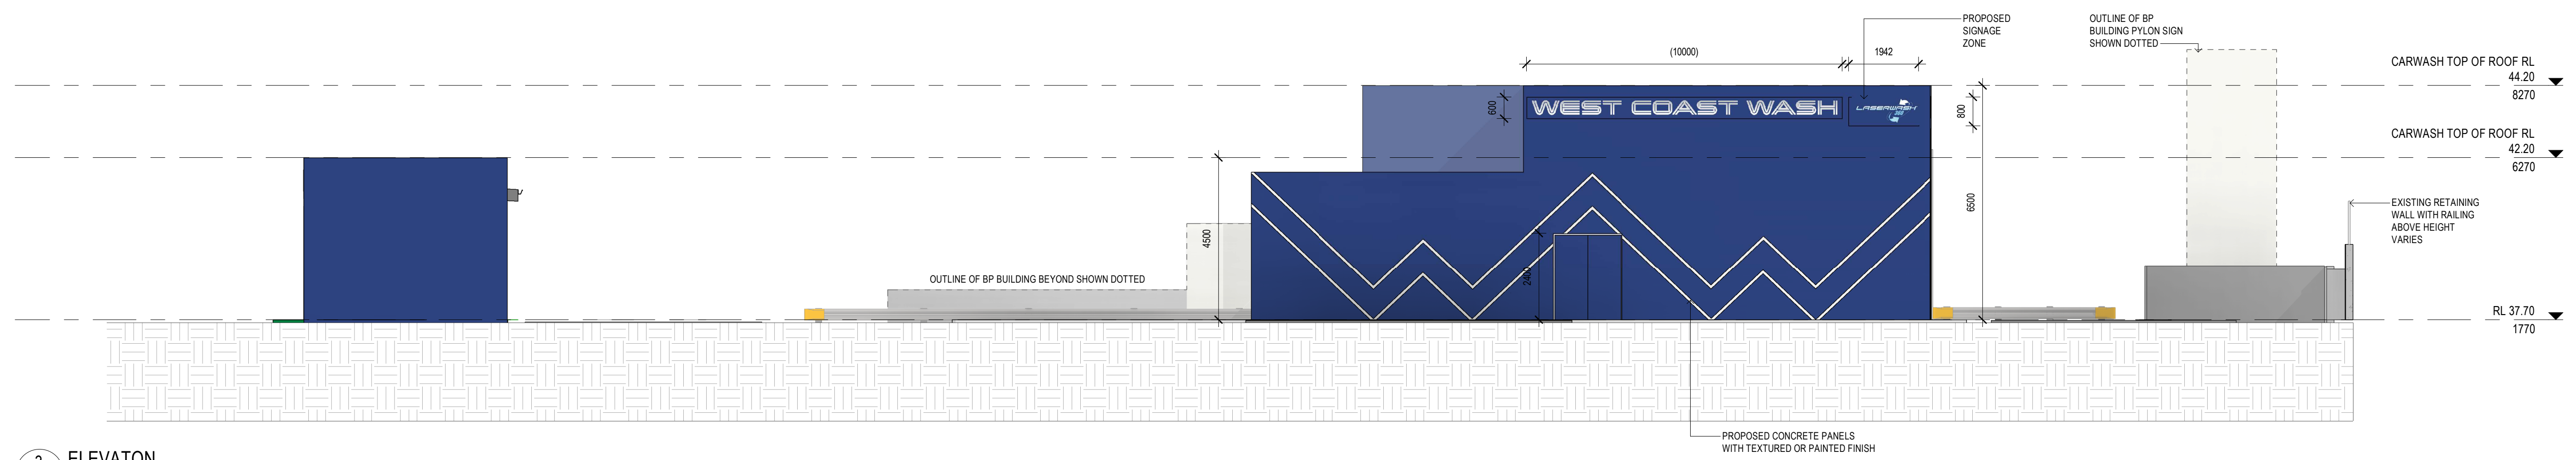 PROPOSED
SIGNAGE
ZONE
OUTLINE OF BP
BUILDING PYLON SIGN
SHOWN DOTTED
(10000)
1942
CARWASH TOP OF ROOF RL
44.20
8270
600
WEST COAST WASH
LASERWASH
800
CARWASH TOP OF ROOF RL
42.20
6270
4500
2400
6500
EXISTING RETAINING
WALL WITH RAILING
ABOVE HEIGHT
VARIES
OUTLINE OF BP BUILDING BEYOND SHOWN DOTTED
RL 37.70
1770
PROPOSED CONCRETE PANELS
WITH TEXTURED OR PAINTED FINISH
ELEVATON